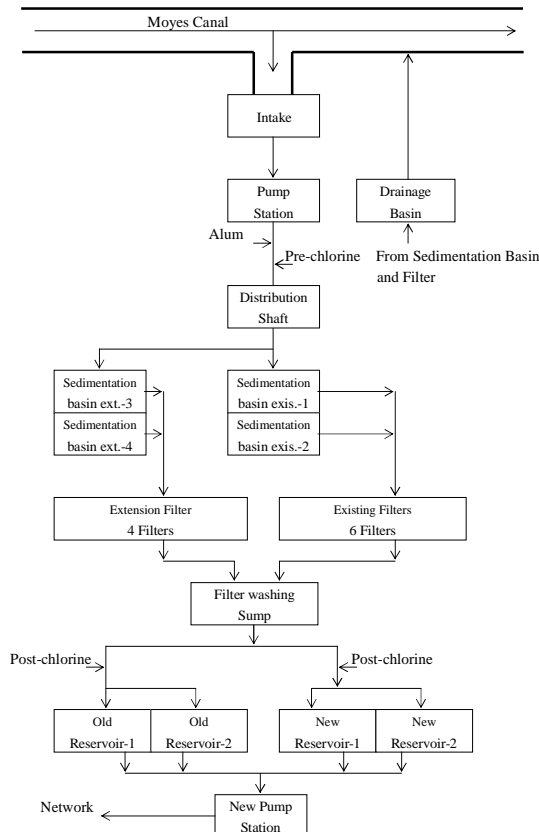 Moyes Canal
Intake
Pump
Station
Drainage
Basin
Alum
Pre-chlorine
From Sedimentation Basin
and Filter
Distribution
Shaft
Sedimentation
basin ext.-3
Sedimentation
basin ext.-4
Sedimentation
basin exis.-1
Sedimentation
basin exis.-2
Extension Filter
4 Filters
Existing Filters
6 Filters
Filter washing
Sump
Post-chlorine
Post-chlorine
Old
Reservoir-1
Old
Reservoir-2
New
Reservoir-1
New
Reservoir-2
Network
New Pump
Station